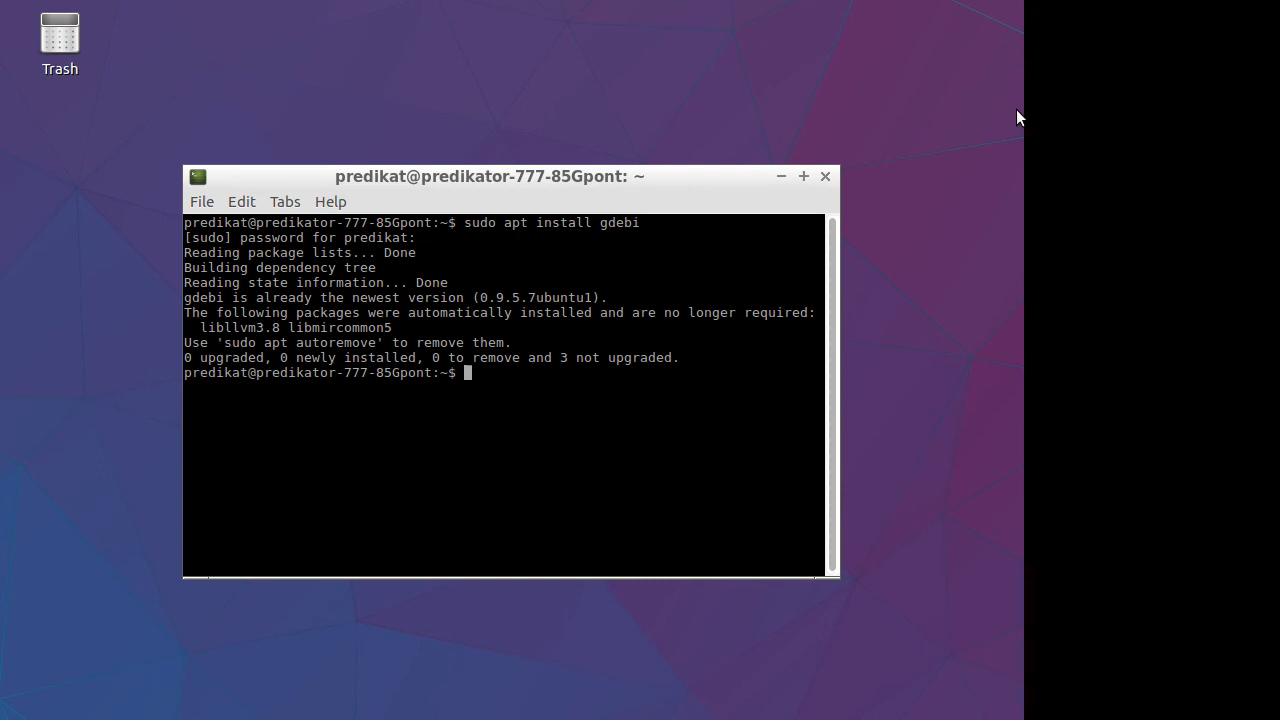 Trash
predikat@predikator-777-85Gpont: ~
File Edit Tabs Help
predikat@predikator-777-85Gpont:~$ sudo apt install gdebi
[sudo] password for predikat:
Reading package lists... Done
Building dependency tree
Reading state information... Done
gdebi is already the newest version (0.9.5.7ubuntu1).
The following packages were automatically installed and are no longer required:
  libllvm3.8 libmircommon5
Use 'sudo apt autoremove' to remove them.
0 upgraded, 0 newly installed, 0 to remove and 3 not upgraded.
predikat@predikator-777-85Gpont:~$